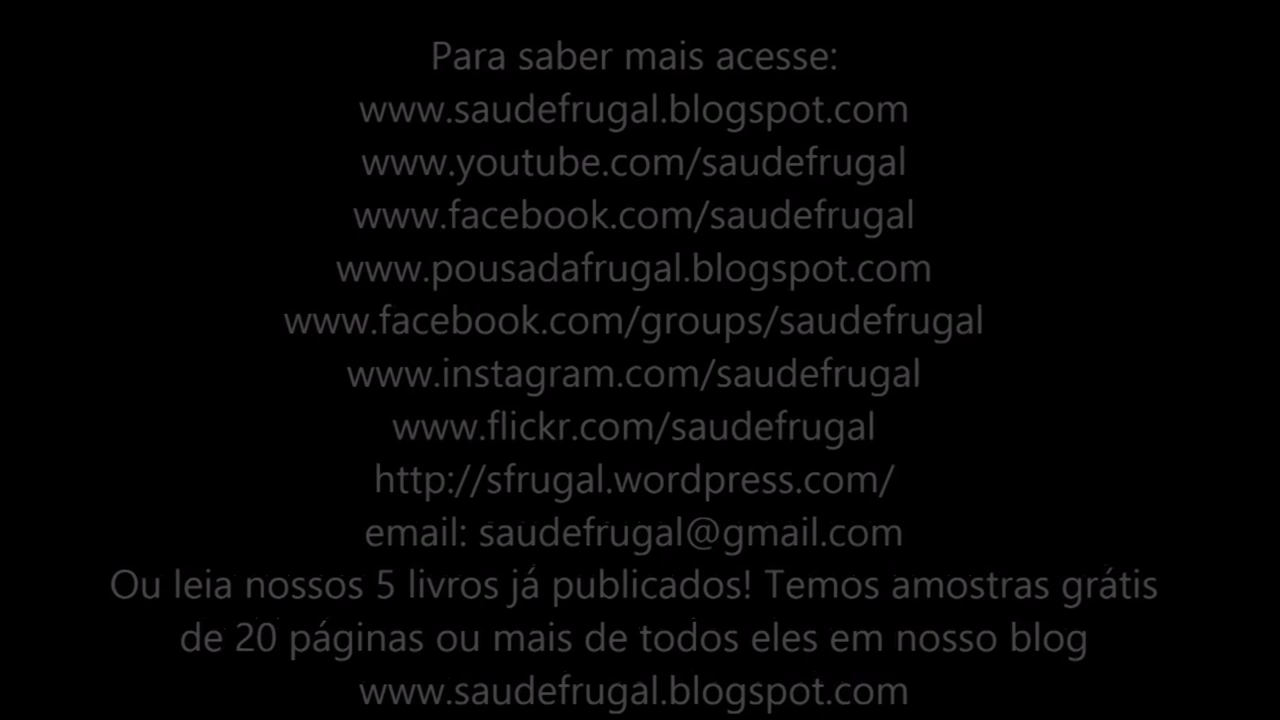 Para saber mais acesse:
www.saudefrugal.blogspot.com
www.youtube.com/saudefrugal
www.facebook.com/saudefrugal
www.pousadafrugal.blogspot.com
www.facebook.com/groups/saudefrugal
www.instagram.com/saudefrugal
www.flickr.com/saudefrugal
http://sfrugal.wordpress.com/
email: saudefrugal@gmail.com
Ou leia nossos 5 livros já publicados! Temos amostras grátis
de 20 páginas ou mais de todos eles em nosso blog
www.saudefrugal.blogspot.com